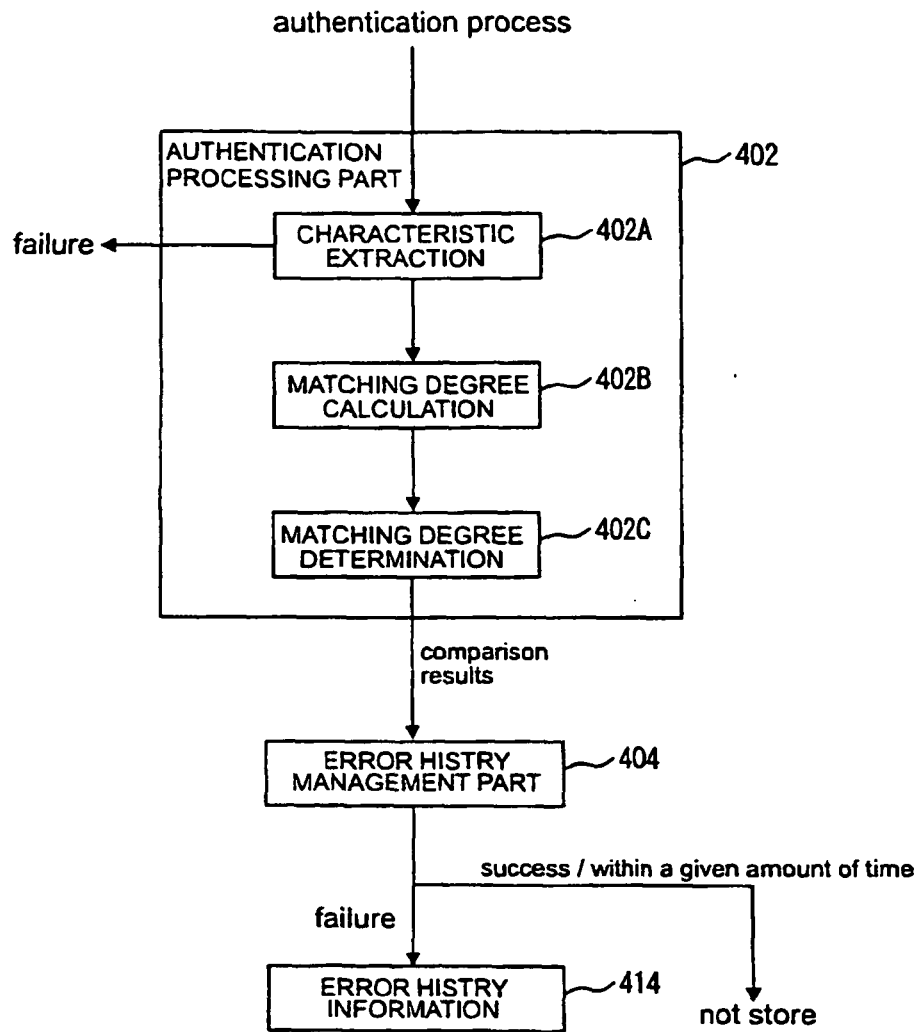 authentication process
AUTHENTICATION
PROCESSING PART
402
failure
CHARACTERISTIC
EXTRACTION
402A
MATCHING DEGREE
CALCULATION
402B
MATCHING DEGREE
DETERMINATION
402C
comparison
results
ERROR HISTRY
MANAGEMENT PART
404
success / within a given amount of time
failure
ERROR HISTRY
INFORMATION
414
not store